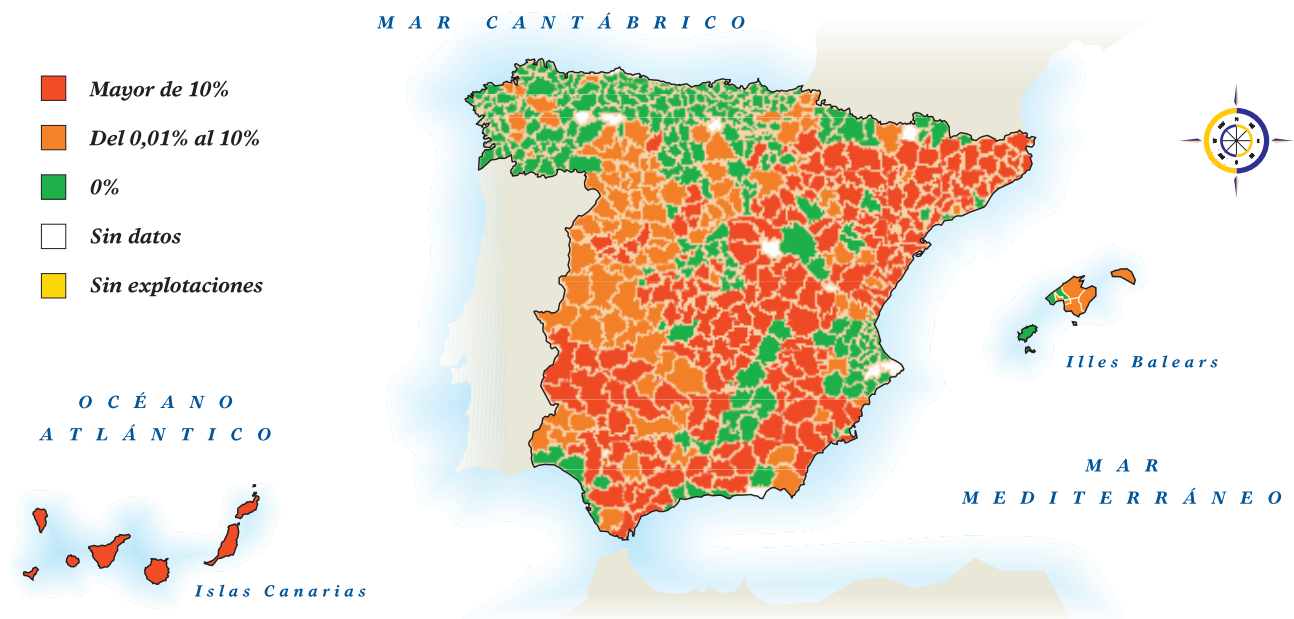 MAR CANTÁBRICO
Mayor de 10%
Del 0,01% al 10%
0%
Sin datos
Sin explotaciones
Illes Balears
OCÉANO
ATLÁNTICO
MAR
MEDITERRÁNEO
Islas Canarias